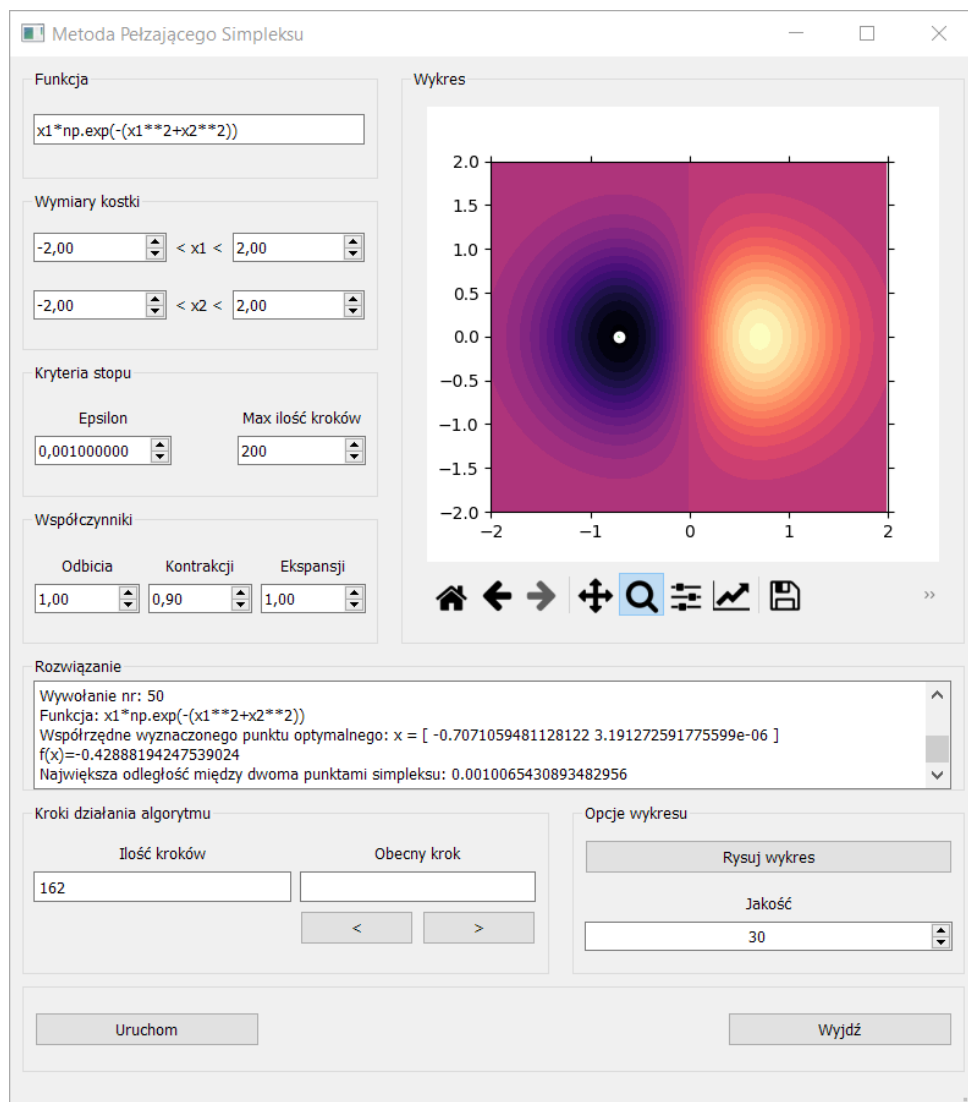 Metoda Pełzającego Simpleksu
Funkcja
x1*np.exp(-(x1**2+x2**2))
Wymiary kostki
-2,00 < x1 < 2,00
-2,00 < x2 < 2,00
Kryteria stopu
Epsilon Max ilość kroków
0,001000000 200
Współczynniki
Odbicia Kontrakcji Ekspansji
1,00 0,90 1,00
Wykres
2.0
1.5
1.0
0.5
0.0
−0.5
−1.0
−1.5
−2.0
−2 −1 0 1 2
Rozwiązanie
Wywołanie nr: 50
Funkcja: x1*np.exp(-(x1**2+x2**2))
Współrzędne wyznaczonego punktu optymalnego: x = [ -0.7071059481128122 3.191272591775599e-06 ]
f(x)=-0.42888194247539024
Największa odległość między dwoma punktami simpleksu: 0.0010065430893482956
Kroki działania algorytmu
Ilość kroków Obecny krok
162
< >
Opcje wykresu
Rysuj wykres
Jakość
30
Uruchom Wyjdź